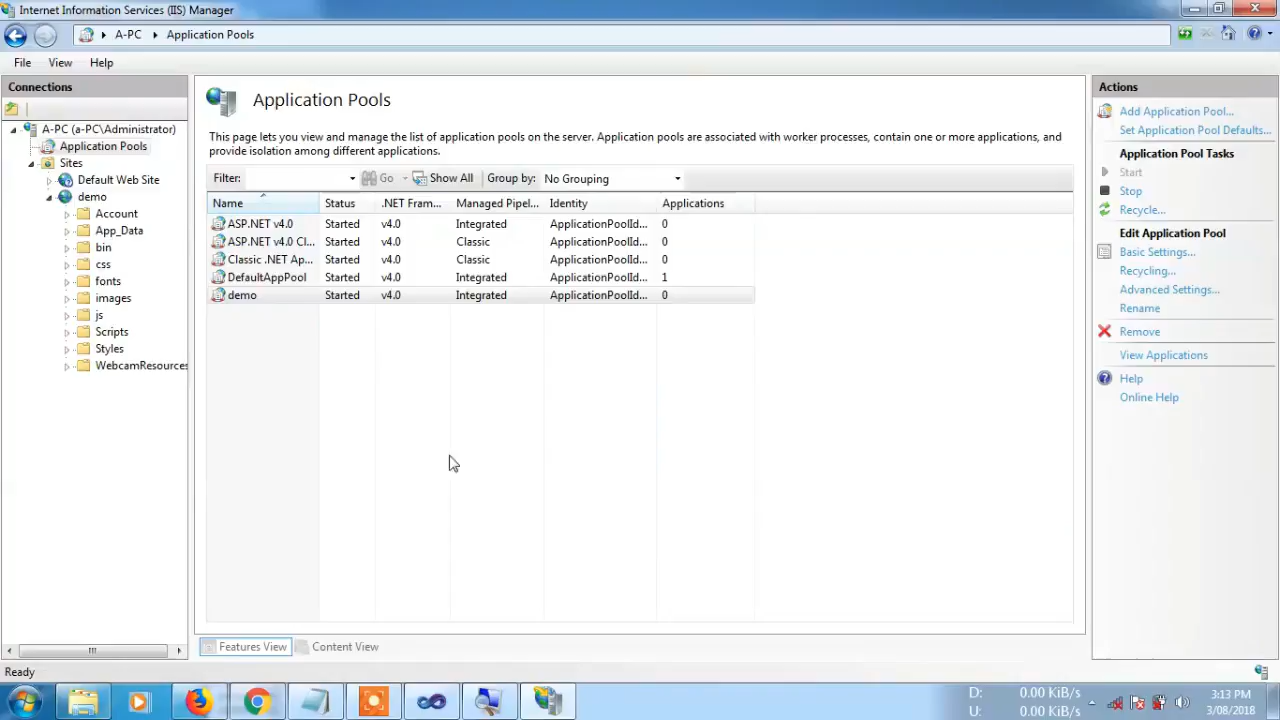 Internet Information Services (IIS) Manager
A-PC
Application Pools
File
View
Help
Connections
A-PC (a-PC\Administrator)
Application Pools
Sites
Default Web Site
demo
Account
App_Data
bin
css
fonts
images
js
Scripts
Styles
WebcamResources
Application Pools
This page lets you view and manage the list of application pools on the server. Application pools are associated with worker processes, contain one or more applications, and
provide isolation among different applications.
Filter:
Go
Show All
Group by:
No Grouping
Name Status .NET Fram... Managed Pipel... Identity Applications
ASP.NET v4.0 Started v4.0 Integrated ApplicationPoolId... 0
ASP.NET v4.0 Cl... Started v4.0 Classic ApplicationPoolId... 0
Classic .NET Ap... Started v4.0 Classic ApplicationPoolId... 0
DefaultAppPool Started v4.0 Integrated ApplicationPoolId... 1
demo Started v4.0 Integrated ApplicationPoolId... 0
Features View
Content View
Actions
Add Application Pool...
Set Application Pool Defaults...
Application Pool Tasks
Start
Stop
Recycle...
Edit Application Pool
Basic Settings...
Recycling...
Advanced Settings...
Rename
Remove
View Applications
Help
Online Help
Ready
D: 0.00 KiB/s
U: 0.00 KiB/s
3:13 PM
3/08/2018